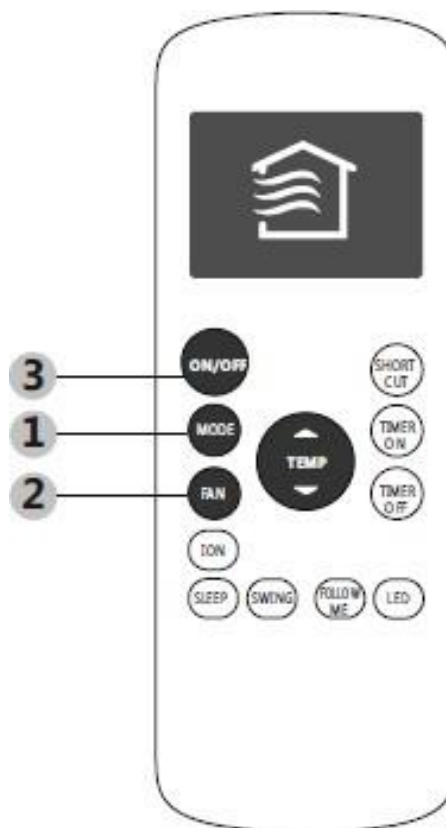 ON/OFF
SHORT
CUT
3
MODE
TIMER
ON
1
TEMP
FAN
TIMER
OFF
2
ION
SLEEP
SWING
FOLLOW
ME
LED